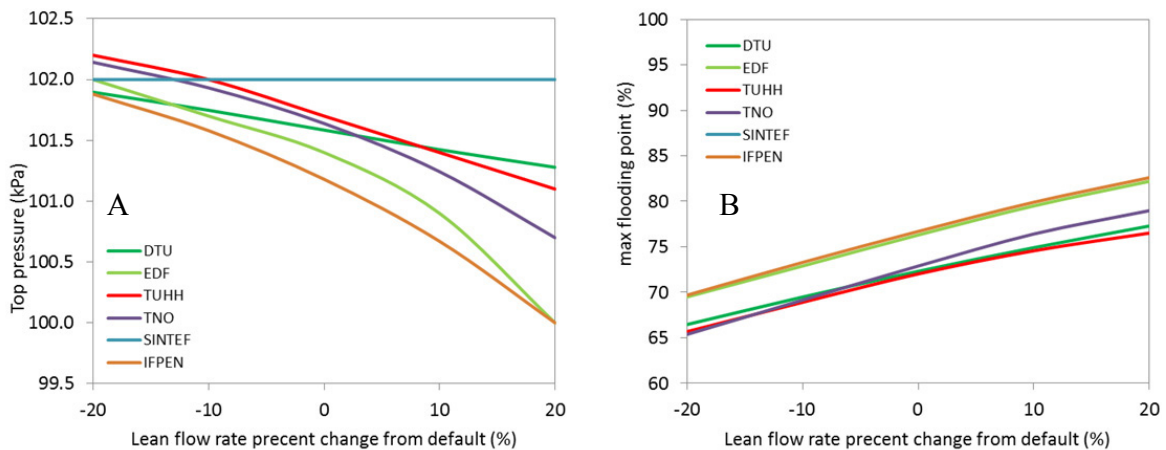 102.5
102.0
101.5
101.0
100.5
100.0
99.5
Top pressure (kPa)
A
DTU
EDF
TUHH
TNO
SINTEF
IFPEN
-20
-10
0
10
20
Lean flow rate precent change from default (%)
100
95
90
85
80
75
70
65
60
max flooding point (%)
DTU
EDF
TUHH
TNO
SINTEF
IFPEN
B
-20
-10
0
10
20
Lean flow rate precent change from default (%)